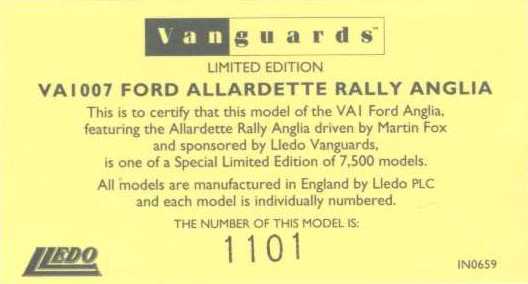 Vanguards™
LIMITED EDITION
VA1007 FORD ALLARDETTE RALLY ANGLIA
This is to certify that this model of the VA1 Ford Anglia,
featuring the Allardette Rally Anglia driven by Martin Fox
and sponsored by Lledo Vanguards,
is one of a Special Limited Edition of 7,500 models.
All models are manufactured in England by Lledo PLC
and each model is individually numbered.
THE NUMBER OF THIS MODEL IS:
1101
LLEDO
IN0659